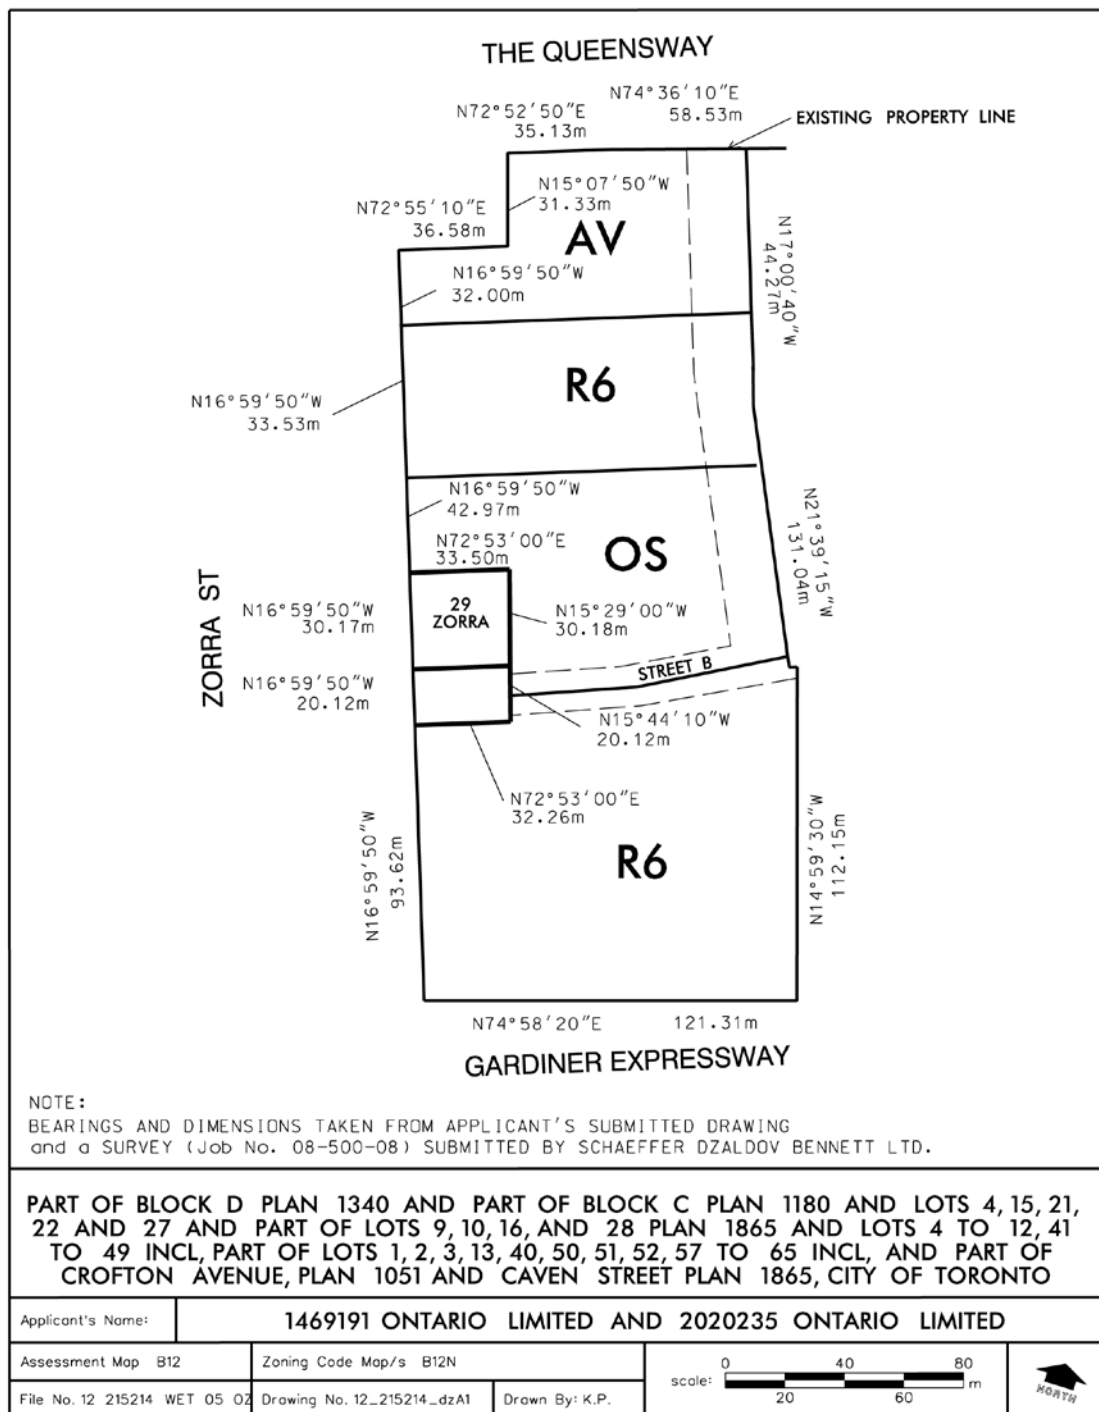 THE QUEENSWAY
N74°36'10"E
58.53m
N72°52'50"E
35.13m
EXISTING PROPERTY LINE
N15°07'50"W
31.33m
N72°55'10"E
36.58m
AV
N17°00'40"W
44.27m
N16°59'50"W
32.00m
R6
N16°59'50"W
33.53m
N16°59'50"W
42.97m
N72°53'00"E
33.50m
OS
N21°39'15"W
131.04m
ZORRA ST
29
ZORRA
N16°59'50"W
30.17m
N15°29'00"W
30.18m
STREET B
N16°59'50"W
20.12m
N15°44'10"W
20.12m
N72°53'00"E
32.26m
N16°59'50"W
93.62m
R6
N14°59'30"W
112.15m
N74°58'20"E 121.31m
GARDINER EXPRESSWAY
NOTE:
BEARINGS AND DIMENSIONS TAKEN FROM APPLICANT'S SUBMITTED DRAWING
and a SURVEY (Job No. 08-500-08) SUBMITTED BY SCHAEFFER DZALDOV BENNETT LTD.
PART OF BLOCK D PLAN 1340 AND PART OF BLOCK C PLAN 1180 AND LOTS 4, 15, 21,
22 AND 27 AND PART OF LOTS 9, 10, 16, AND 28 PLAN 1865 AND LOTS 4 TO 12, 41
TO 49 INCL, PART OF LOTS 1, 2, 3, 13, 40, 50, 51, 52, 57 TO 65 INCL, AND PART OF
CROFTON AVENUE, PLAN 1051 AND CAVEN STREET PLAN 1865, CITY OF TORONTO
Applicant's Name: 1469191 ONTARIO LIMITED AND 2020235 ONTARIO LIMITED
Assessment Map B12
Zoning Code Map/s B12N
File No. 12 215214 WET 05 OZ
Drawing No. 12_215214_dzA1
Drawn By: K.P.
0 40 80
scale: m
20 60
NORTH